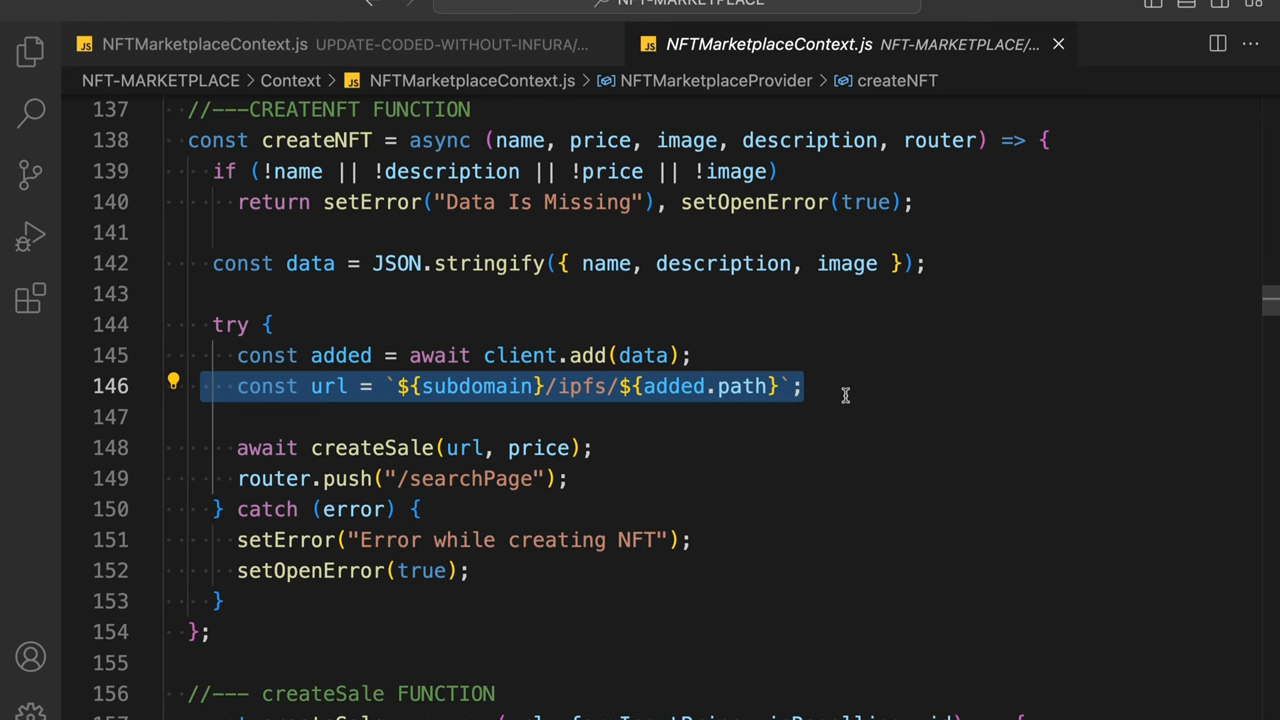 NFT-MARKETPLACE
NFTMarketplaceContext.js UPDATE-CODED-WITHOUT-INFURA/...
NFTMarketplaceContext.js NFT-MARKETPLACE/...
NFT-MARKETPLACE > Context > NFTMarketplaceContext.js > NFTMarketplaceProvider > createNFT
137 //---CREATENFT FUNCTION
138 const createNFT = async (name, price, image, description, router) => {
139 if (!name || !description || !price || !image)
140 return setError("Data Is Missing"), setOpenError(true);
141
142 const data = JSON.stringify({ name, description, image });
143
144 try {
145 const added = await client.add(data);
146 const url = `${subdomain}/ipfs/${added.path}`;
147
148 await createSale(url, price);
149 router.push("/searchPage");
150 } catch (error) {
151 setError("Error while creating NFT");
152 setOpenError(true);
153 }
154 };
155
156 //--- createSale FUNCTION